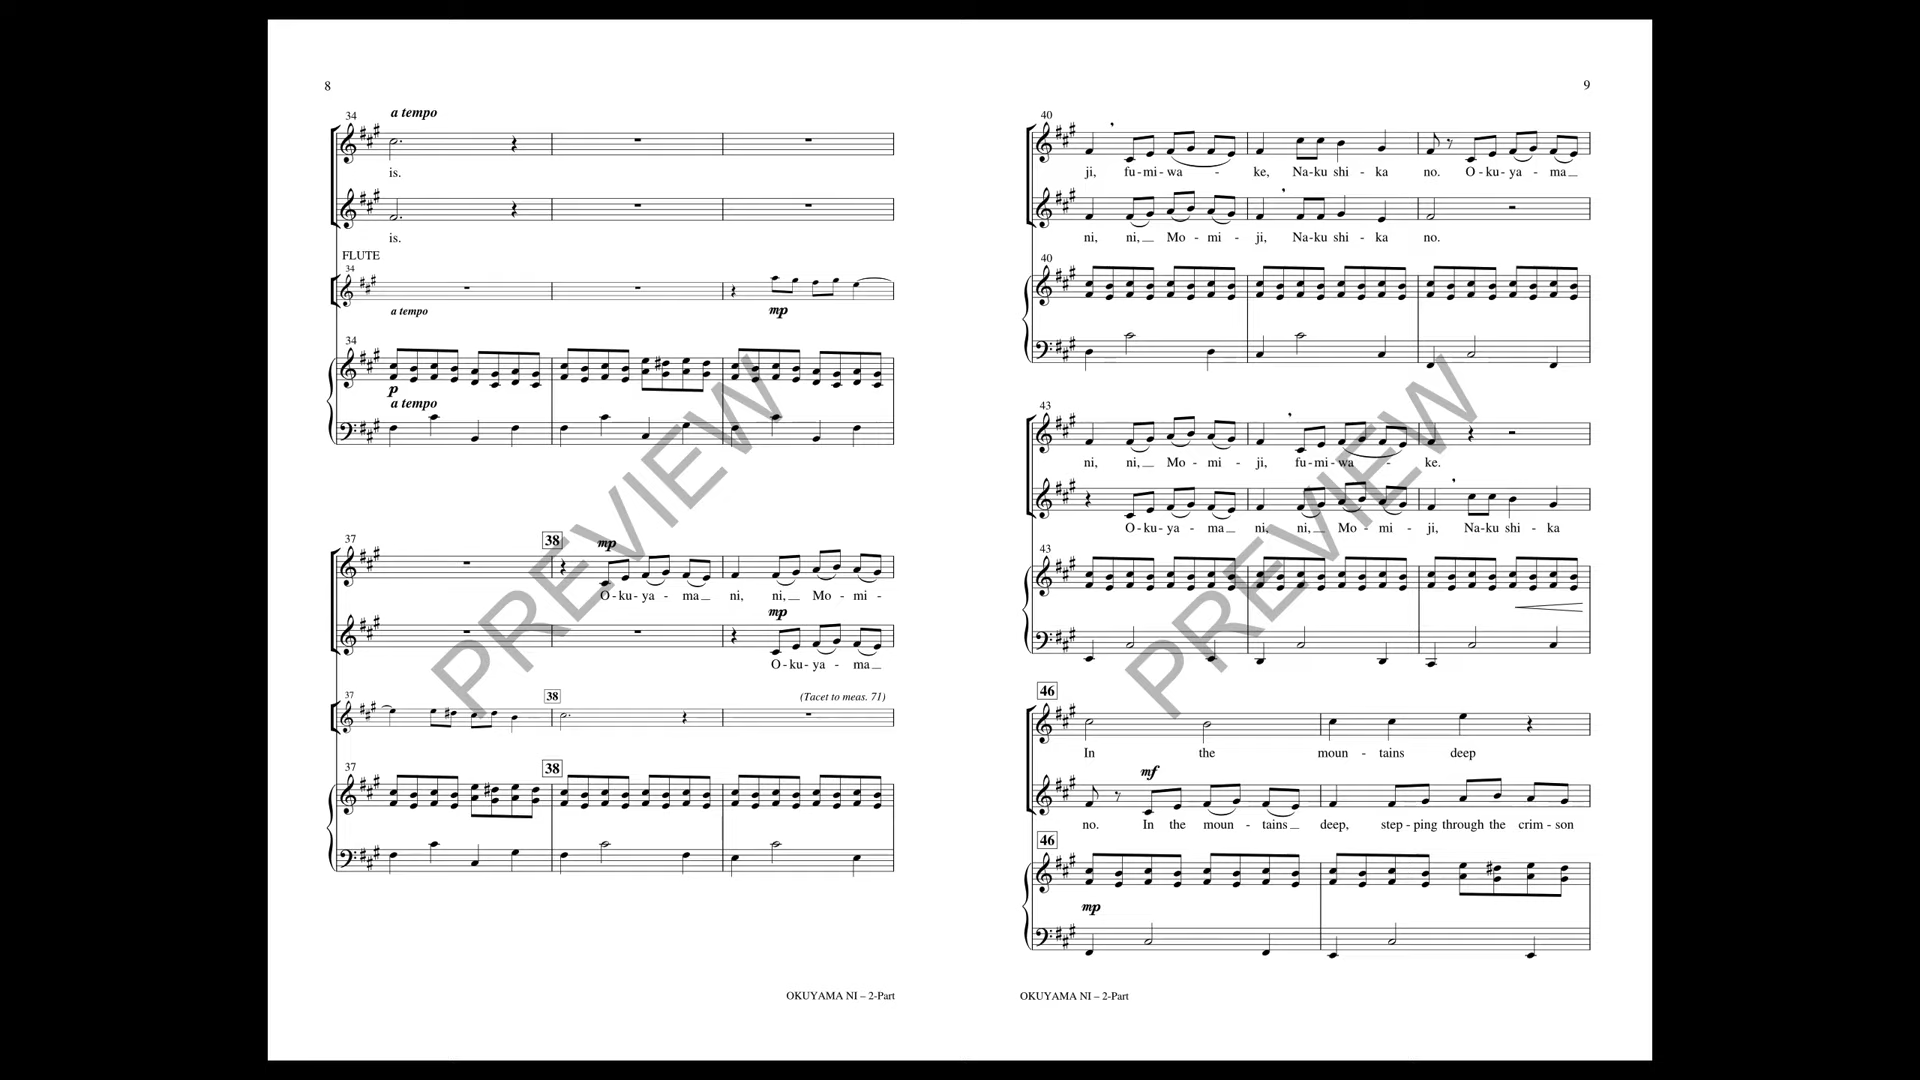 8
34
a tempo
is.
is.
FLUTE
34
a tempo
mp
34
p
a tempo
37
38
mp
O - ku - ya - ma ni, ni, Mo - mi -
mp
O - ku - ya - ma
37
38
(Tacet to meas. 71)
37
38
OKUYAMA NI – 2-Part
9
40
ji, fu - mi - wa - ke, Na - ku shi - ka no. O - ku - ya - ma
ni, ni, Mo - mi - ji, Na - ku shi - ka no.
40
43
ni, ni, Mo - mi - ji, fu - mi - wa - ke.
O - ku - ya - ma ni, ni, Mo - mi - ji, Na - ku shi - ka
43
46
In the moun - tains deep
mf
no. In the moun - tains deep, step - ping through the crim - son
46
mp
OKUYAMA NI – 2-Part
PREVIEW
PREVIEW